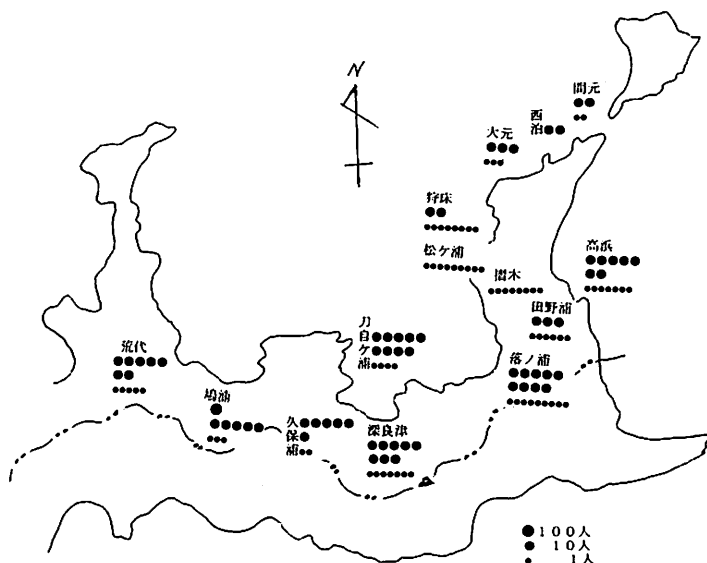 N
間元
西泊
大元
狩床
松ケ浦
摺木
高浜
田野浦
刀自ケ浦
落ノ浦
荒代
鳩浦
久保浦
深良津
100人
10人
1人